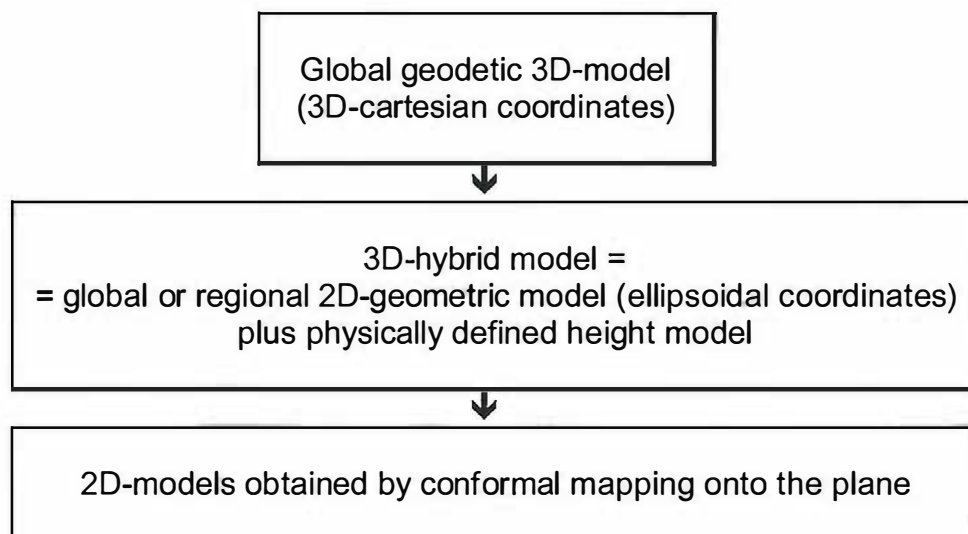 Global geodetic 3D-model
(3D-cartesian coordinates)
3D-hybrid model =
= global or regional 2D-geometric model (ellipsoidal coordinates)
plus physically defined height model
2D-models obtained by conformal mapping onto the plane